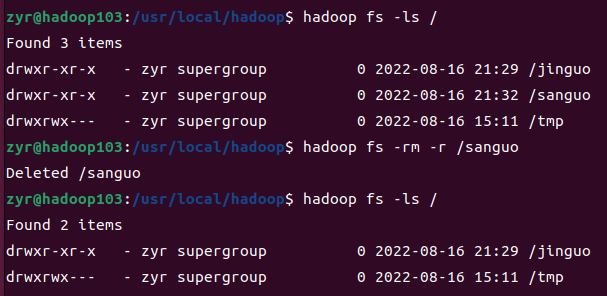 zyr@hadoop103:/usr/local/hadoop$ hadoop fs -ls /
Found 3 items
drwxr-xr-x   - zyr supergroup          0 2022-08-16 21:29 /jinguo
drwxr-xr-x   - zyr supergroup          0 2022-08-16 21:32 /sanguo
drwxrwx---   - zyr supergroup          0 2022-08-16 15:11 /tmp
zyr@hadoop103:/usr/local/hadoop$ hadoop fs -rm -r /sanguo
Deleted /sanguo
zyr@hadoop103:/usr/local/hadoop$ hadoop fs -ls /
Found 2 items
drwxr-xr-x   - zyr supergroup          0 2022-08-16 21:29 /jinguo
drwxrwx---   - zyr supergroup          0 2022-08-16 15:11 /tmp